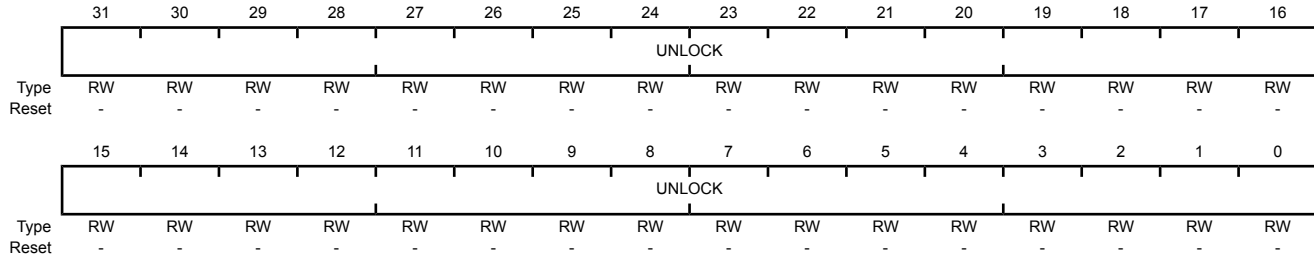 31 30 29 28 27 26 25 24 23 22 21 20 19 18 17 16
UNLOCK
Type RW RW RW RW RW RW RW RW RW RW RW RW RW RW RW RW
Reset - - - - - - - - - - - - - - - -
15 14 13 12 11 10 9 8 7 6 5 4 3 2 1 0
UNLOCK
Type RW RW RW RW RW RW RW RW RW RW RW RW RW RW RW RW
Reset - - - - - - - - - - - - - - - -